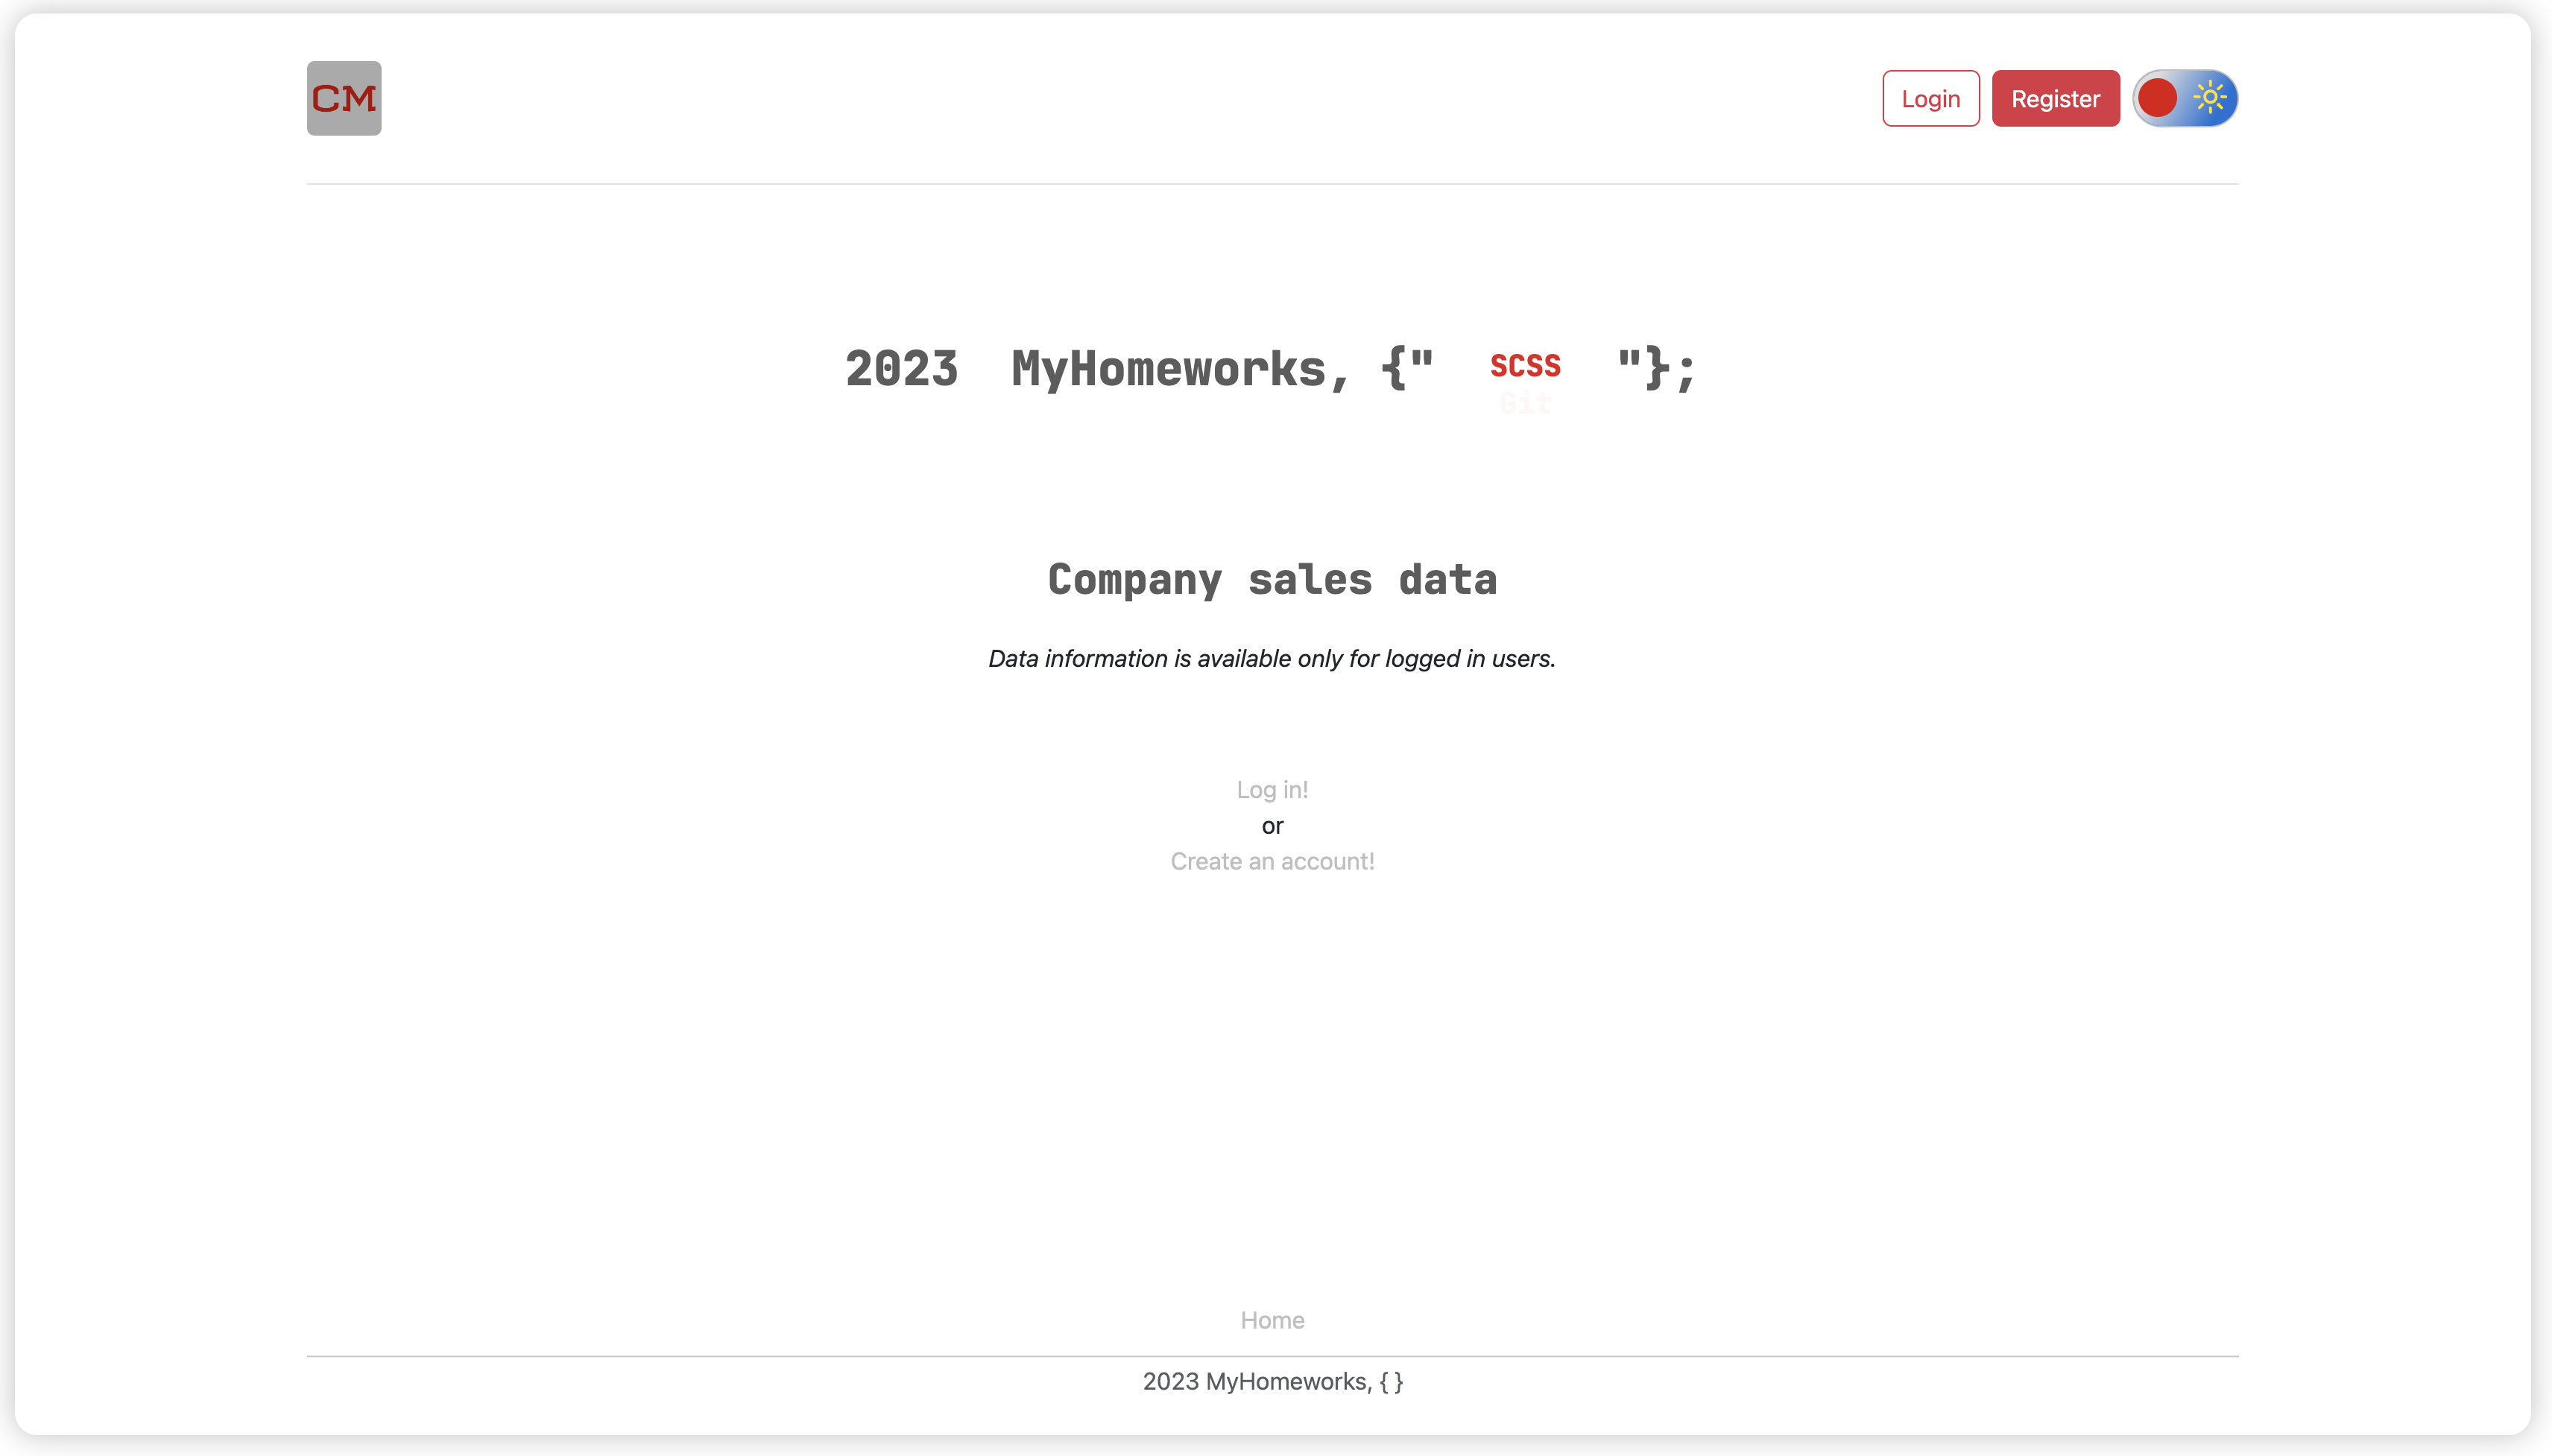 CM
Login
Register
2023 MyHomeworks, {" SCSS "};
Git
Company sales data
Data information is available only for logged in users.
Log in!
or
Create an account!
Home
2023 MyHomeworks, { }